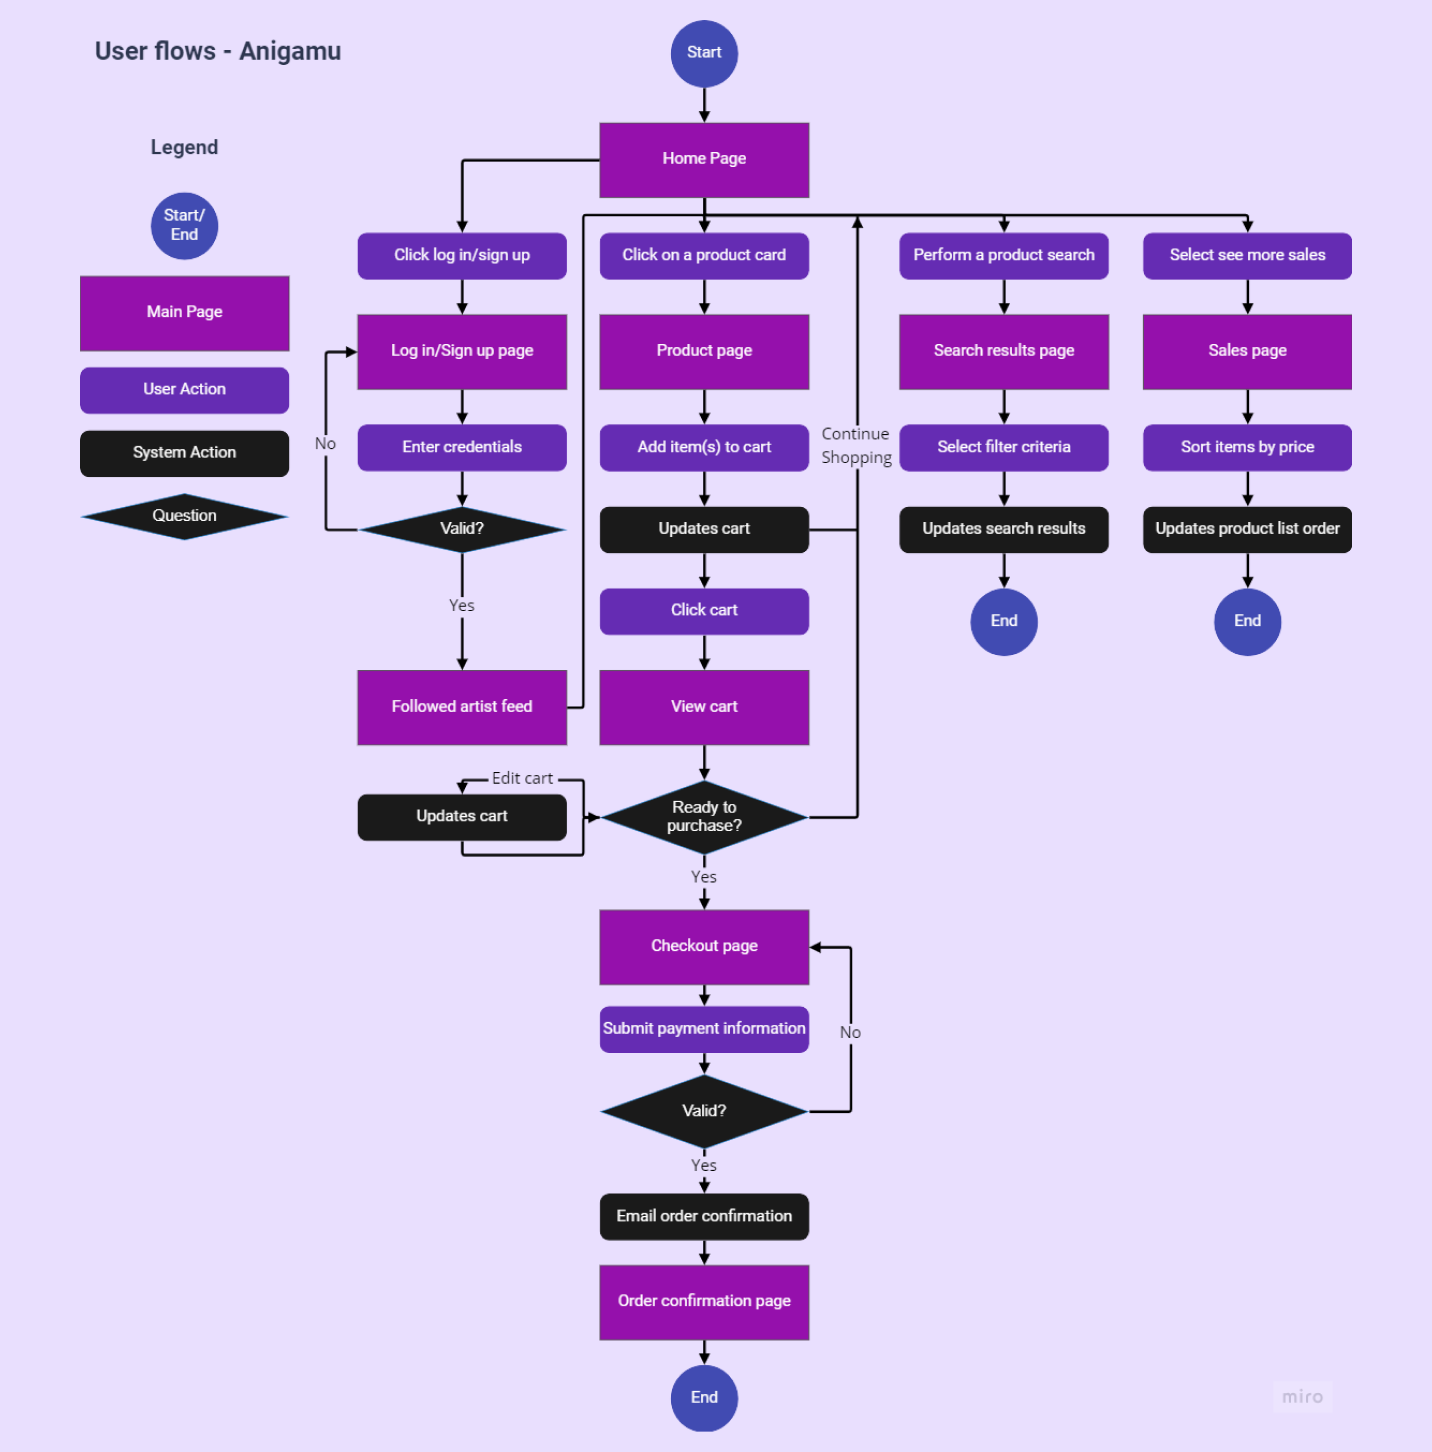 User flows - Anigamu
Legend
Start/
End
Main Page
User Action
System Action
Question
Start
Home Page
Click log in/sign up
Click on a product card
Perform a product search
Select see more sales
Log in/Sign up page
Product page
Search results page
Sales page
No
Enter credentials
Add item(s) to cart
Continue
Shopping
Select filter criteria
Sort items by price
Valid?
Updates cart
Updates search results
Updates product list order
Yes
Click cart
End
End
Followed artist feed
View cart
Edit cart
Updates cart
Ready to
purchase?
Yes
Checkout page
Submit payment information
No
Valid?
Yes
Email order confirmation
Order confirmation page
End
miro